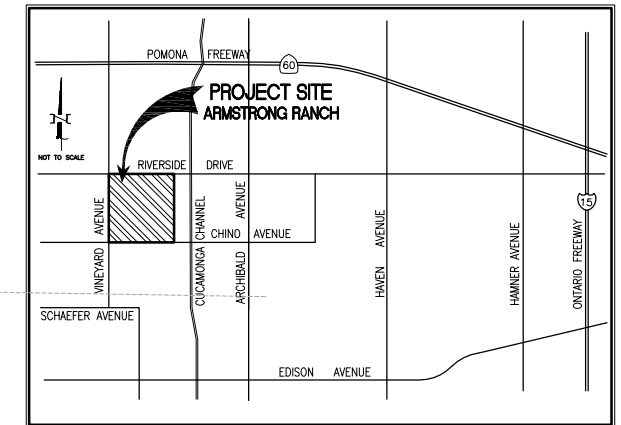 POMONA FREEWAY
60
PROJECT SITE
ARMSTRONG RANCH
N
NOT TO SCALE
RIVERSIDE DRIVE
15
VINEYARD AVENUE
CUCAMONGA CHANNEL
ARCHIBALD AVENUE
CHINO AVENUE
HAVEN AVENUE
HAMNER AVENUE
ONTARIO FREEWAY
SCHAEFER AVENUE
EDISON AVENUE